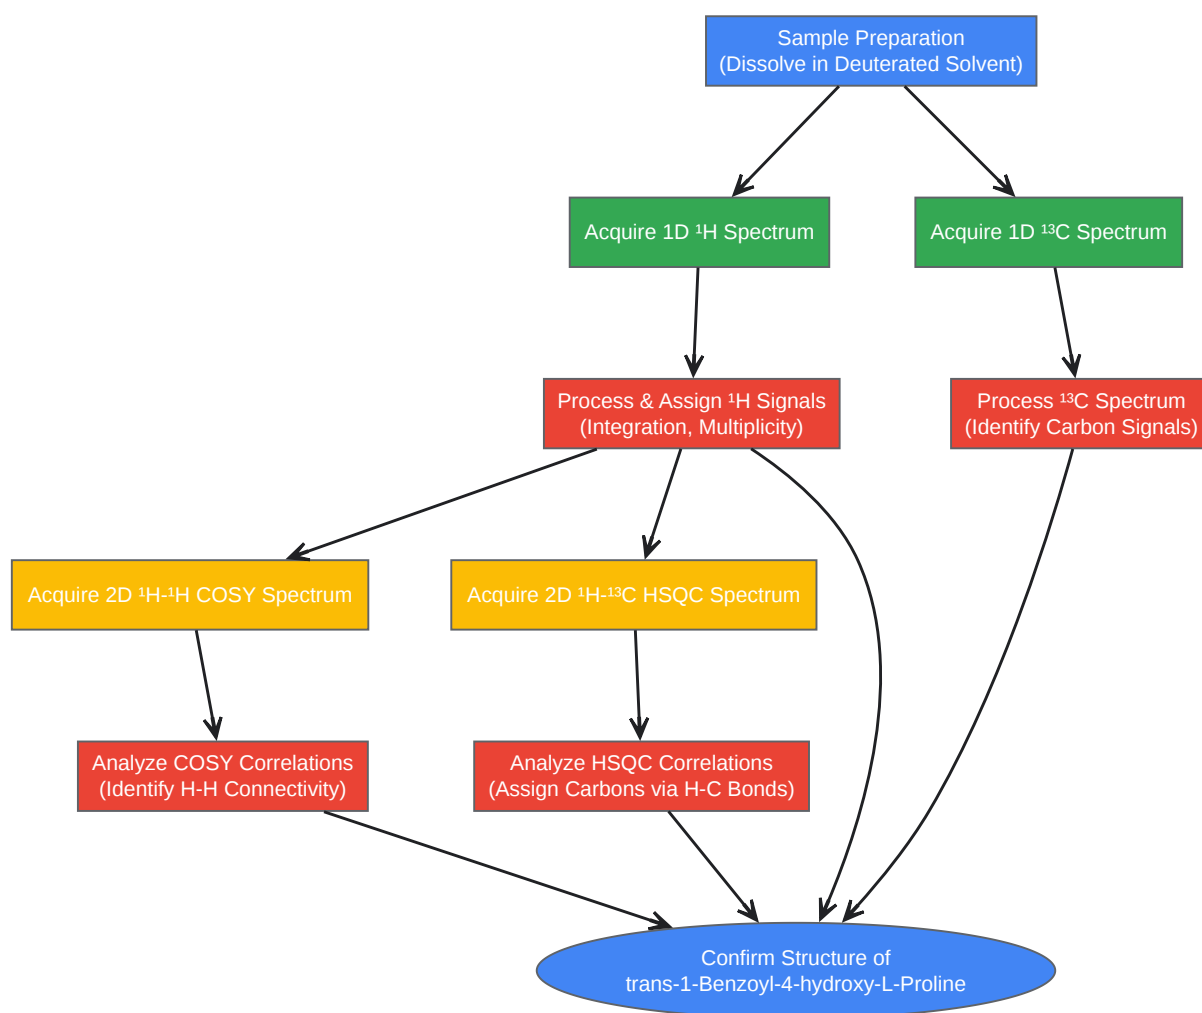 Sample Preparation
(Dissolve in Deuterated Solvent)
Acquire 1D ¹H Spectrum
Acquire 1D ¹³C Spectrum
Process & Assign ¹H Signals
(Integration, Multiplicity)
Process ¹³C Spectrum
(Identify Carbon Signals)
Acquire 2D ¹H-¹H COSY Spectrum
Acquire 2D ¹H-¹³C HSQC Spectrum
Analyze COSY Correlations
(Identify H-H Connectivity)
Analyze HSQC Correlations
(Assign Carbons via H-C Bonds)
Confirm Structure of
trans-1-Benzoyl-4-hydroxy-L-Proline